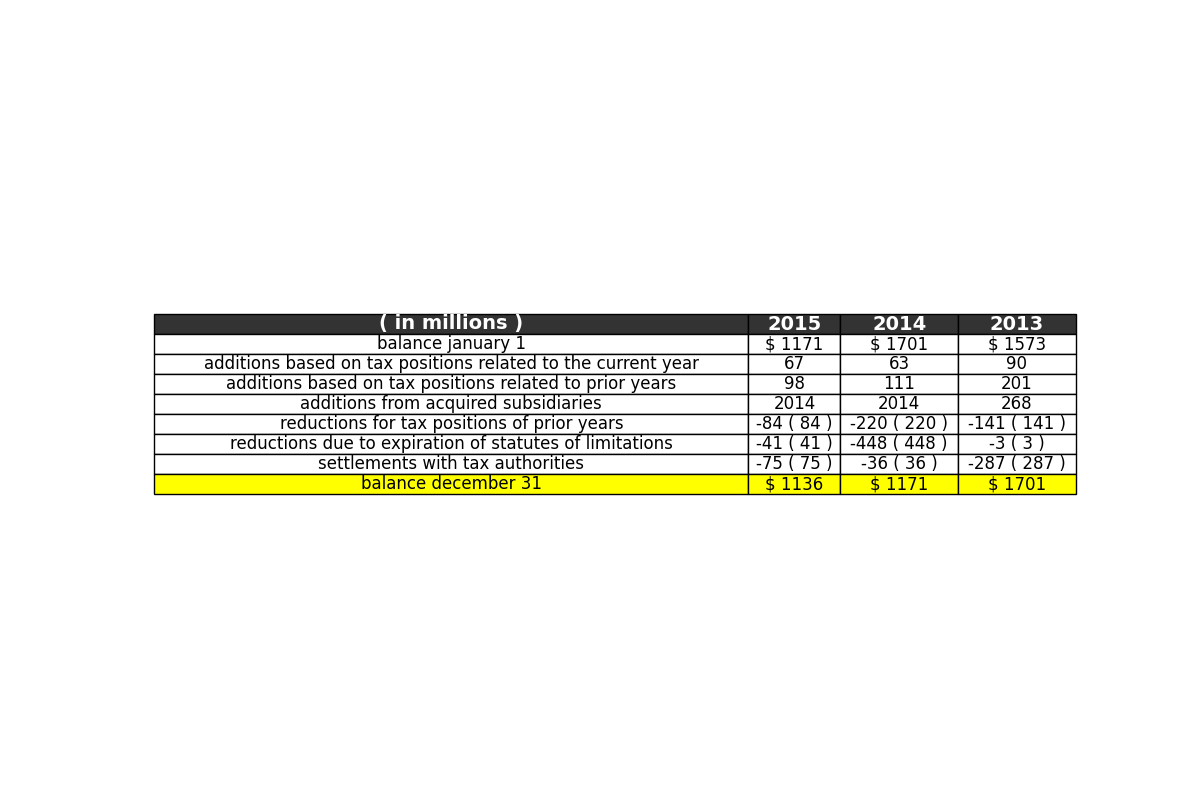 ( in millions ) 2015 2014 2013
balance january 1 $ 1171 $ 1701 $ 1573
additions based on tax positions related to the current year 67 63 90
additions based on tax positions related to prior years 98 111 201
additions from acquired subsidiaries 2014 2014 268
reductions for tax positions of prior years -84 ( 84 ) -220 ( 220 ) -141 ( 141 )
reductions due to expiration of statutes of limitations -41 ( 41 ) -448 ( 448 ) -3 ( 3 )
settlements with tax authorities -75 ( 75 ) -36 ( 36 ) -287 ( 287 )
balance december 31 $ 1136 $ 1171 $ 1701